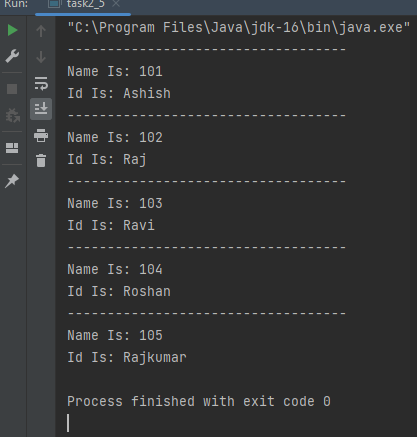 Run: task2_5 ×
"C:\Program Files\Java\jdk-16\bin\java.exe"
-----------------------------------
Name Is: 101
Id Is: Ashish
-----------------------------------
Name Is: 102
Id Is: Raj
-----------------------------------
Name Is: 103
Id Is: Ravi
-----------------------------------
Name Is: 104
Id Is: Roshan
-----------------------------------
Name Is: 105
Id Is: Rajkumar
Process finished with exit code 0